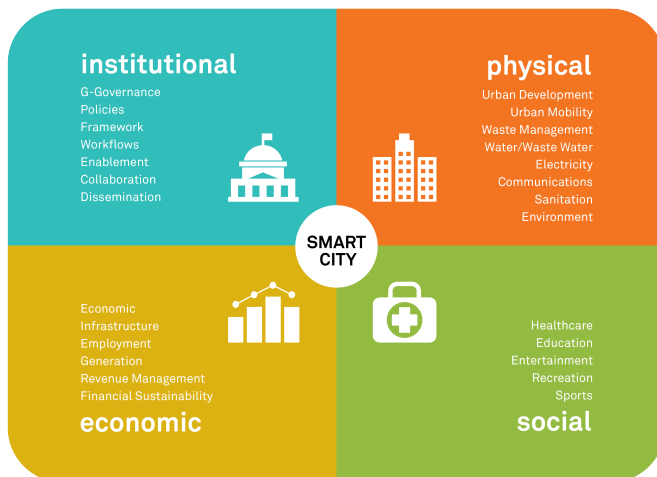 institutional
G-Governance
Policies
Framework
Workflows
Enablement
Collaboration
Dissemination
physical
Urban Development
Urban Mobility
Waste Management
Water/Waste Water
Electricity
Communications
Sanitation
Environment
SMART
CITY
Economic
Infrastructure
Employment
Generation
Revenue Management
Financial Sustainability
economic
Healthcare
Education
Entertainment
Recreation
Sports
social